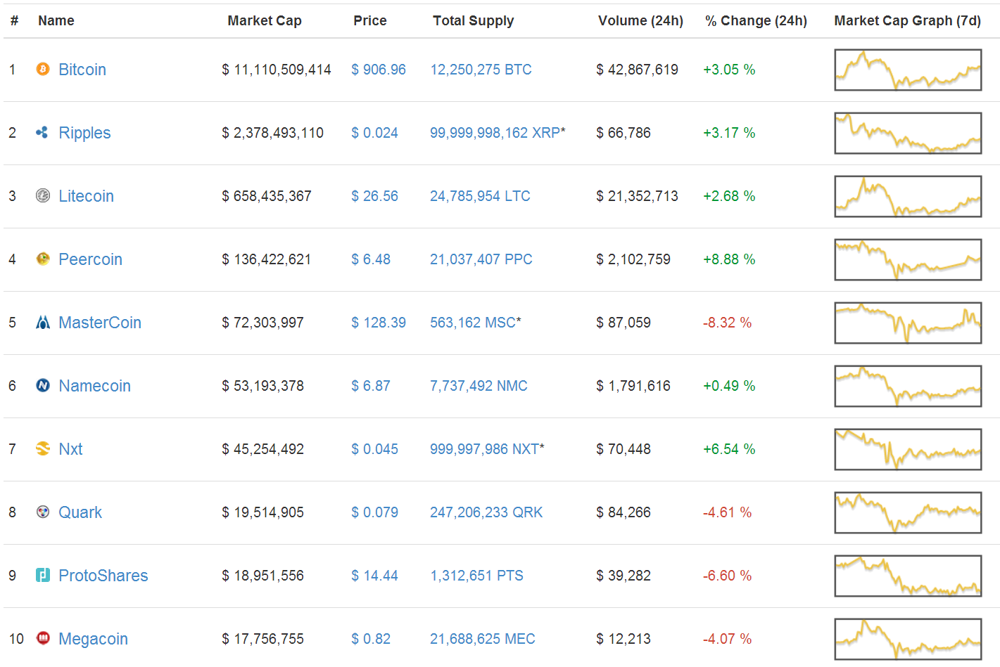 # Name Market Cap Price Total Supply Volume (24h) % Change (24h) Market Cap Graph (7d)
1 Bitcoin $ 11,110,509,414 $ 906.96 12,250,275 BTC $ 42,867,619 +3.05 %
2 Ripples $ 2,378,493,110 $ 0.024 99,999,998,162 XRP* $ 66,786 +3.17 %
3 Litecoin $ 658,435,367 $ 26.56 24,785,954 LTC $ 21,352,713 +2.68 %
4 Peercoin $ 136,422,621 $ 6.48 21,037,407 PPC $ 2,102,759 +8.88 %
5 MasterCoin $ 72,303,997 $ 128.39 563,162 MSC* $ 87,059 -8.32 %
6 Namecoin $ 53,193,378 $ 6.87 7,737,492 NMC $ 1,791,616 +0.49 %
7 Nxt $ 45,254,492 $ 0.045 999,997,986 NXT* $ 70,448 +6.54 %
8 Quark $ 19,514,905 $ 0.079 247,206,233 QRK $ 84,266 -4.61 %
9 ProtoShares $ 18,951,556 $ 14.44 1,312,651 PTS $ 39,282 -6.60 %
10 Megacoin $ 17,756,755 $ 0.82 21,688,625 MEC $ 12,213 -4.07 %